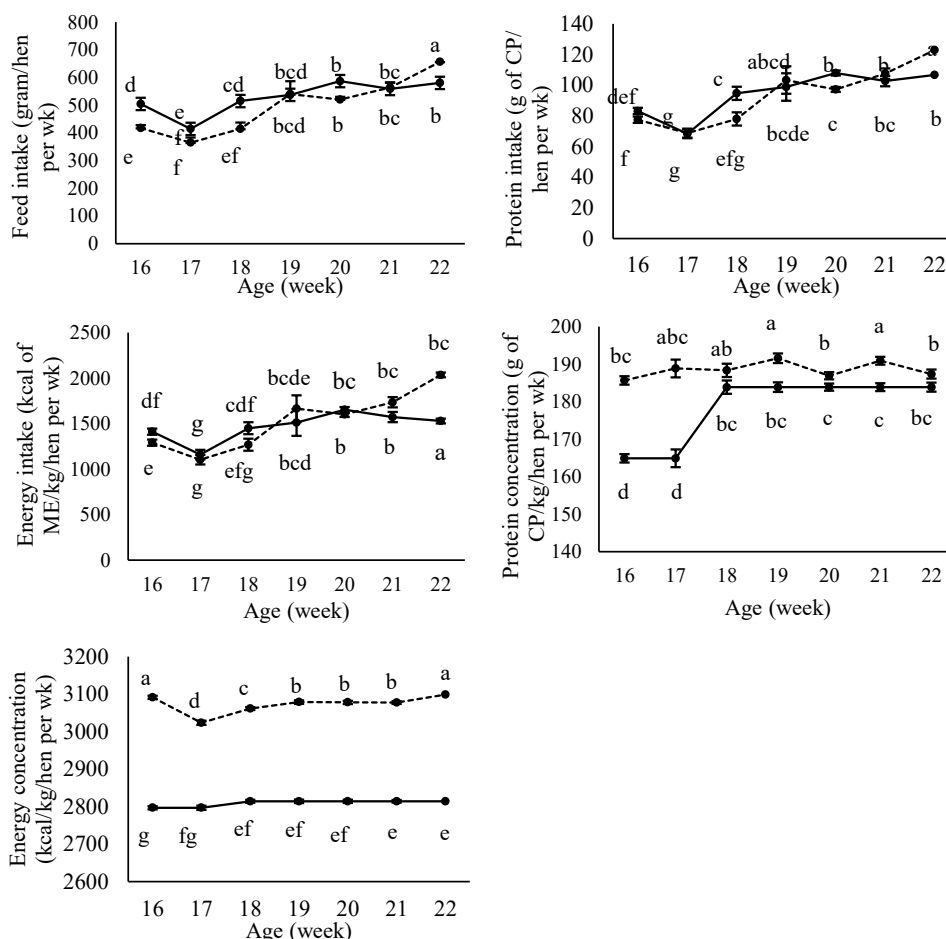 Feed intake (gram/hen
per wk)
800
700
600
500
400
300
200
100
0
d
e
cd
bcd
b
bc
a
e
f
f
ef
bcd
b
bc
b
16 17 18 19 20 21 22
Age (week)
Protein intake (g of CP/
hen per wk)
140
120
100
80
60
40
20
0
def
g
c
abcd
b
b
a
f
g
efg
bcde
c
bc
b
16 17 18 19 20 21 22
Age (week)
Energy intake (kcal of
ME/kg/hen per wk)
2500
2000
1500
1000
500
0
df
g
cdf
bcde
bc
bc
bc
e
g
efg
bcd
b
b
a
16 17 18 19 20 21 22
Age (week)
Protein concentration (g of
CP/kg/hen per wk)
200
190
180
170
160
150
140
bc
abc
ab
a
b
a
b
d
d
bc
bc
c
c
bc
16 17 18 19 20 21 22
Age (week)
Energy concentration
(kcal/kg/hen per wk)
3200
3100
3000
2900
2800
2700
2600
a
d
c
b
b
b
a
g
fg
ef
ef
ef
e
e
16 17 18 19 20 21 22
Age (week)